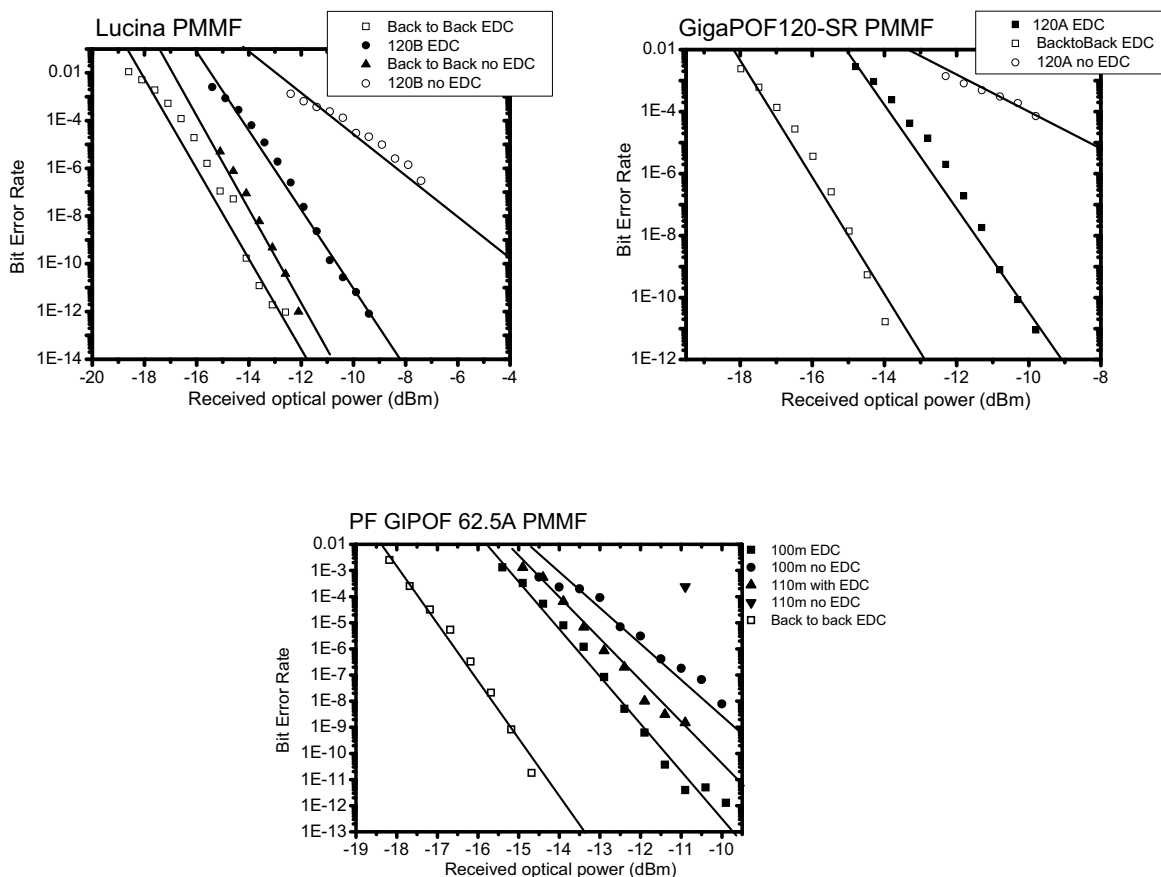 Lucina PMMF
Back to Back EDC
120B EDC
Back to Back no EDC
120B no EDC
0.01
1E-4
1E-6
1E-8
1E-10
1E-12
1E-14
Bit Error Rate
-20 -18 -16 -14 -12 -10 -8 -6 -4
Received optical power (dBm)
GigaPOF120-SR PMMF
120A EDC
BacktoBack EDC
120A no EDC
0.01
1E-4
1E-6
1E-8
1E-10
1E-12
Bit Error Rate
-18 -16 -14 -12 -10 -8
Received optical power (dBm)
PF GIPOF 62.5A PMMF
100m EDC
100m no EDC
110m with EDC
110m no EDC
Back to back EDC
0.01
1E-3
1E-4
1E-5
1E-6
1E-7
1E-8
1E-9
1E-10
1E-11
1E-12
1E-13
Bit Error Rate
-19 -18 -17 -16 -15 -14 -13 -12 -11 -10
Received optical power (dBm)